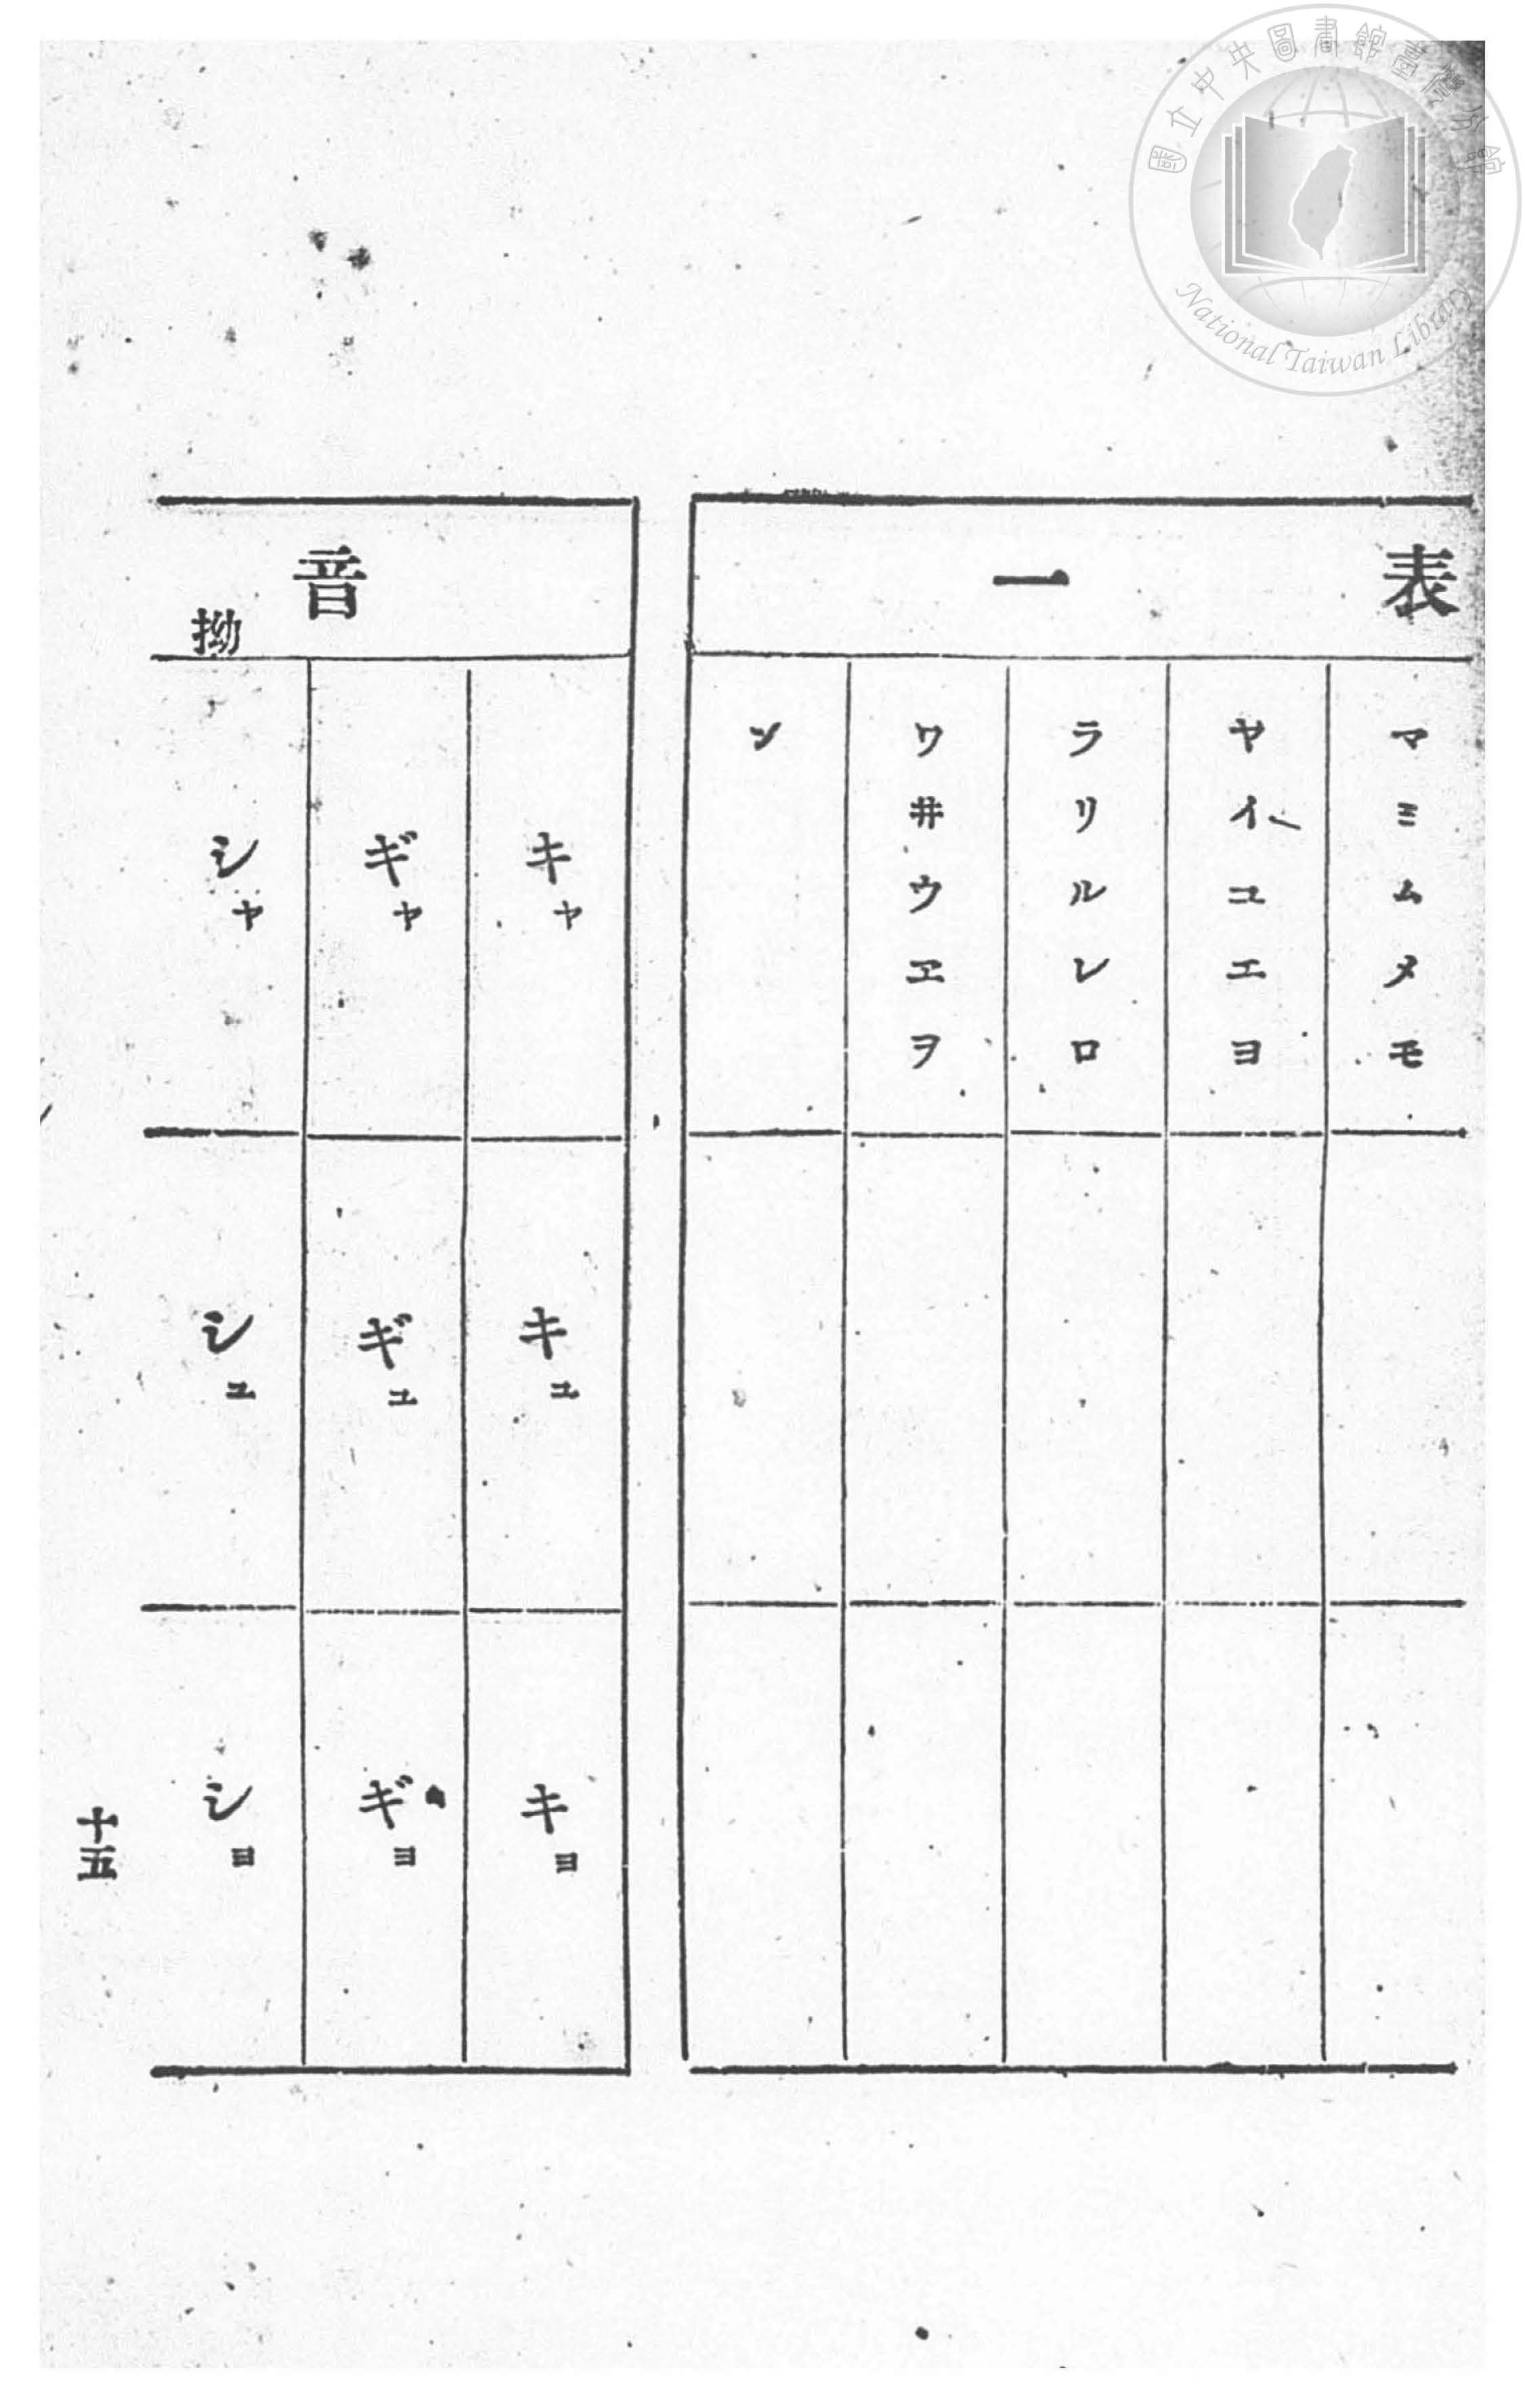 國立中央圖書館臺灣分館
National Taiwan Library
表一
マミムメモ
ヤイユエヨ
ラリルレロ
ワ井ウヱヲ
ン
音
拗
キャ
キュ
キョ
ギャ
ギュ
ギョ
シャ
シュ
ショ
十五